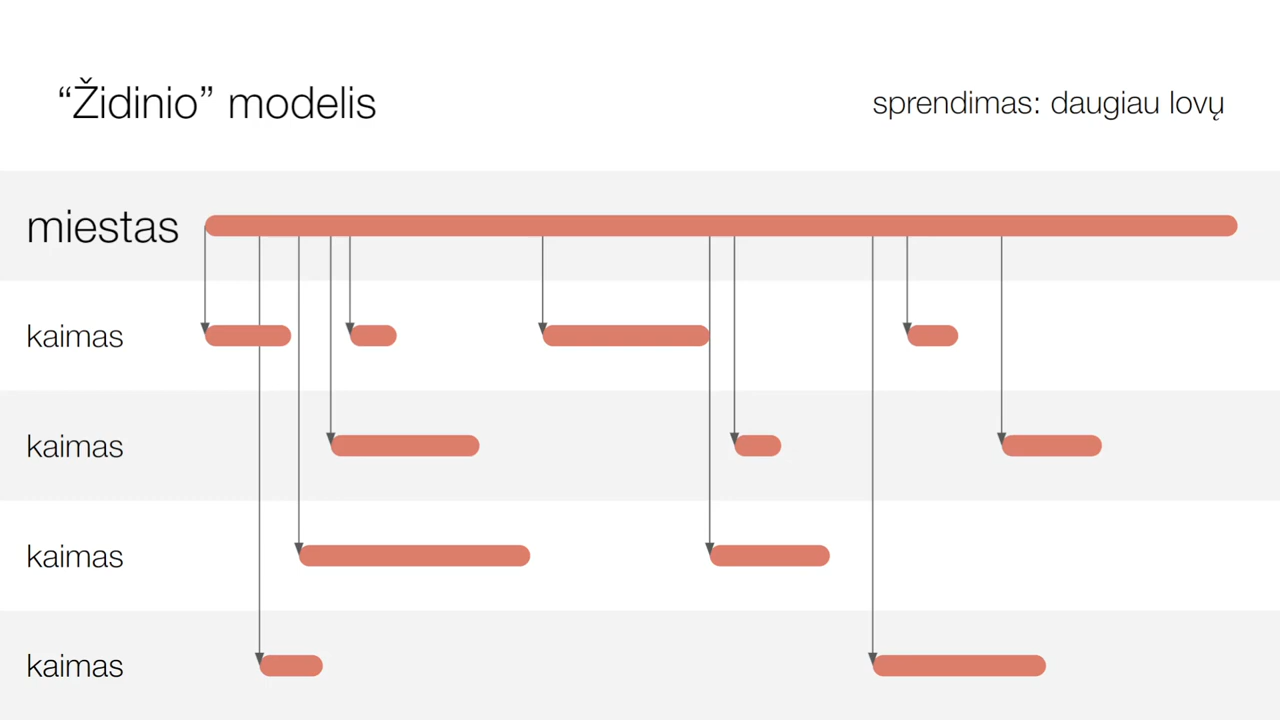 “Židinio” modelis
sprendimas: daugiau lovų
miestas
kaimas
kaimas
kaimas
kaimas